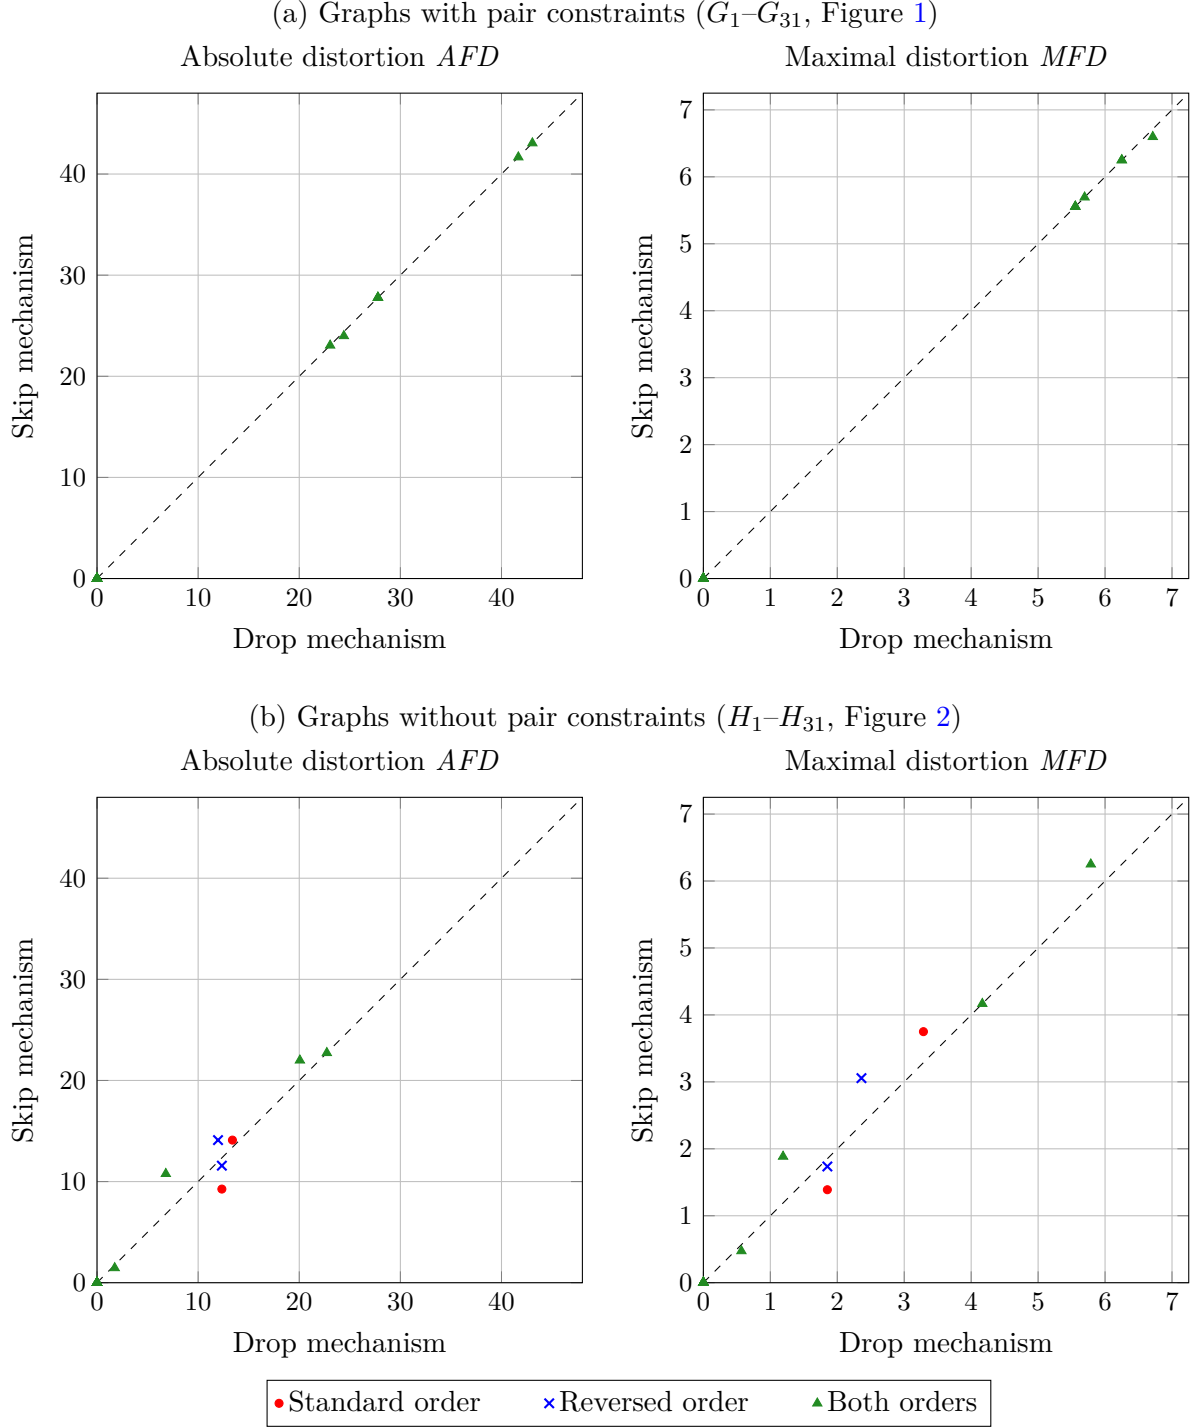 (a) Graphs with pair constraints (G1–G31, Figure 1)
Absolute distortion AFD
Maximal distortion MFD
Skip mechanism
40
30
20
10
0
0 10 20 30 40
Drop mechanism
Skip mechanism
7
6
5
4
3
2
1
0
0 1 2 3 4 5 6 7
Drop mechanism
(b) Graphs without pair constraints (H1–H31, Figure 2)
Absolute distortion AFD
Maximal distortion MFD
Skip mechanism
40
30
20
10
0
0 10 20 30 40
Drop mechanism
Skip mechanism
7
6
5
4
3
2
1
0
0 1 2 3 4 5 6 7
Drop mechanism
Standard order Reversed order Both orders